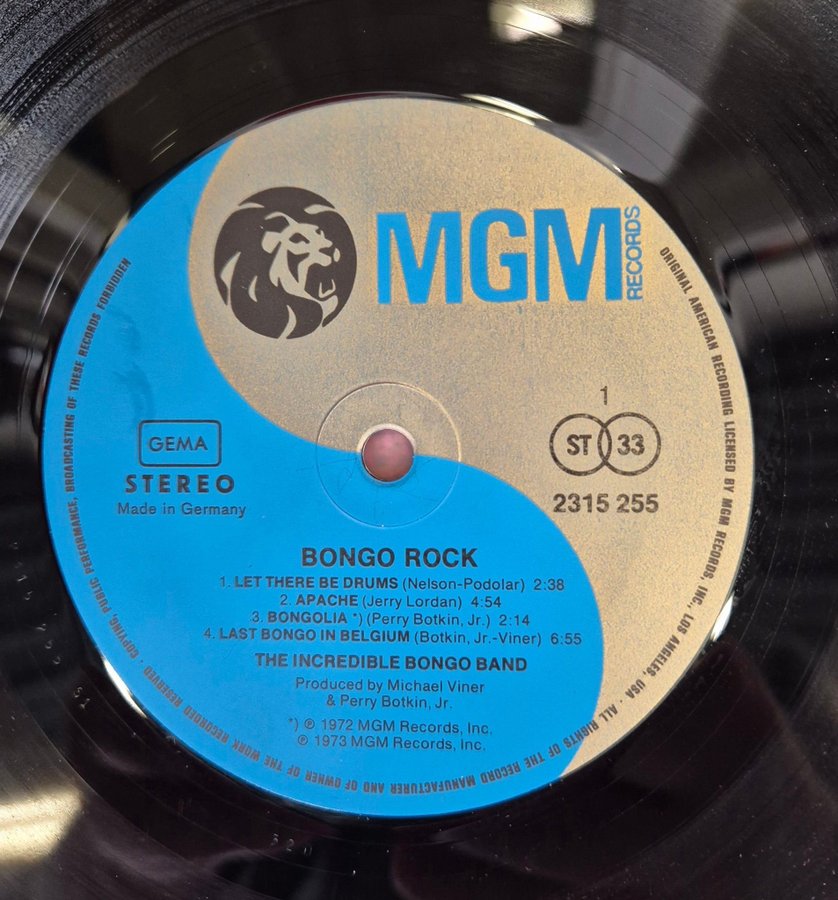 MGM
RECORDS
1
ST 33
2315 255
GEMA
STEREO
Made in Germany
BONGO ROCK
1. LET THERE BE DRUMS (Nelson-Podolar) 2:38
2. APACHE (Jerry Lordan) 4:54
3. BONGOLIA *) (Perry Botkin, Jr.) 2:14
4. LAST BONGO IN BELGIUM (Botkin, Jr.-Viner) 6:55
THE INCREDIBLE BONGO BAND
Produced by Michael Viner
& Perry Botkin, Jr.
*) ℗ 1972 MGM Records, Inc.
℗ 1973 MGM Records, Inc.
ORIGINAL AMERICAN RECORDING LICENSED BY MGM RECORDS, INC., LOS ANGELES, USA · ALL RIGHTS OF THE RECORD MANUFACTURER AND OF OWNER OF THE WORK RECORDED RESERVED · COPYING, PUBLIC PERFORMANCE, BROADCASTING OF THESE RECORDS FORBIDDEN